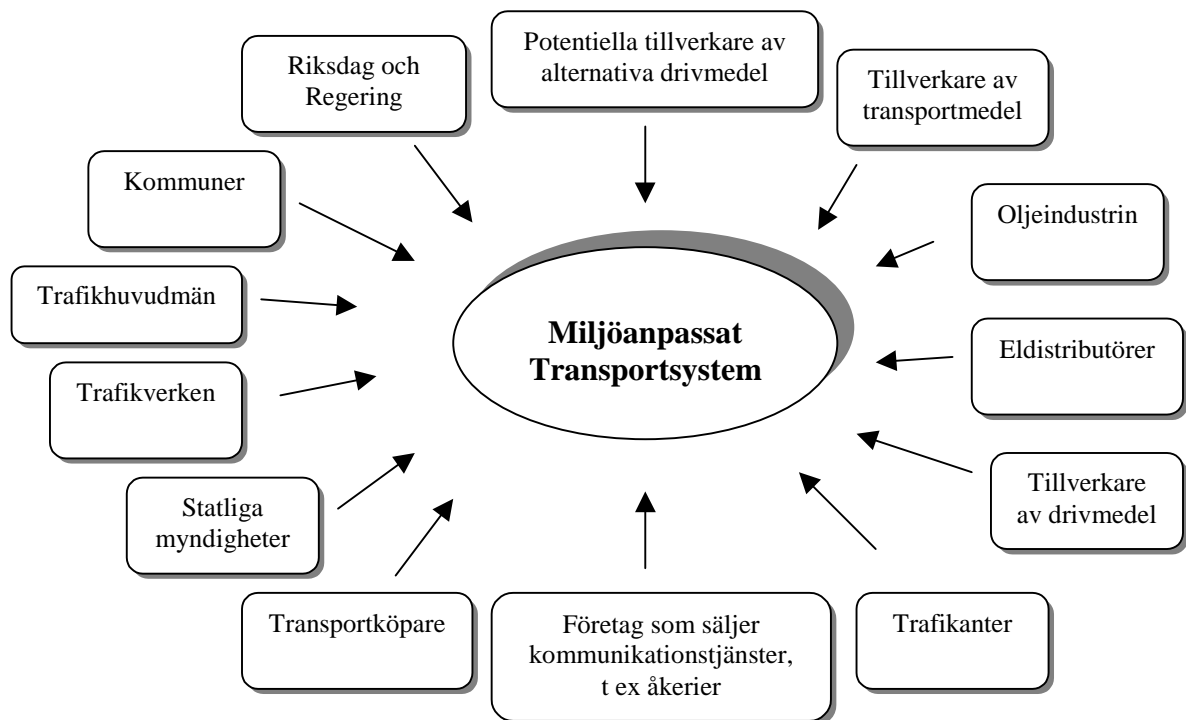 Potentiella tillverkare av
alternativa drivmedel
Riksdag och
Regering
Tillverkare av
transportmedel
Kommuner
Oljeindustrin
Trafikhuvudmän
Miljöanpassat
Transportsystem
Eldistributörer
Trafikverken
Statliga
myndigheter
Tillverkare
av drivmedel
Transportköpare
Företag som säljer
kommunikationstjänster,
t ex åkerier
Trafikanter